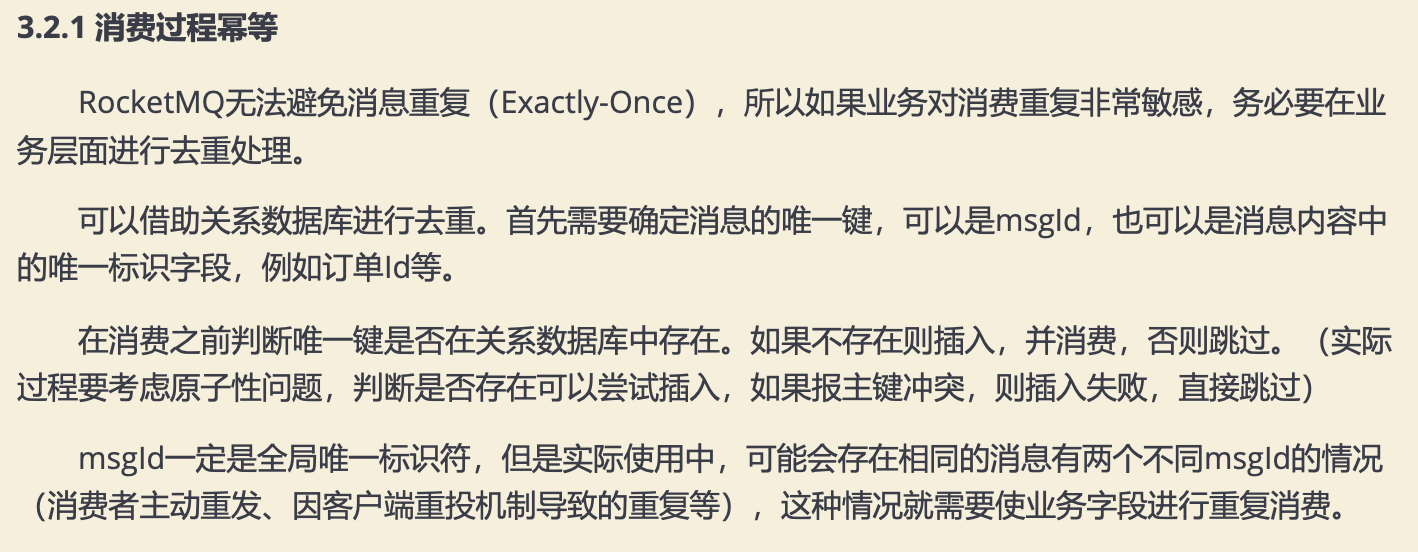 3.2.1 消费过程幂等
RocketMQ无法避免消息重复（Exactly-Once），所以如果业务对消费重复非常敏感，务必要在业
务层面进行去重处理。
可以借助关系数据库进行去重。首先需要确定消息的唯一键，可以是msgId，也可以是消息内容中
的唯一标识字段，例如订单Id等。
在消费之前判断唯一键是否在关系数据库中存在。如果不存在则插入，并消费，否则跳过。（实际
过程要考虑原子性问题，判断是否存在可以尝试插入，如果报主键冲突，则插入失败，直接跳过）
msgId一定是全局唯一标识符，但是实际使用中，可能会存在相同的消息有两个不同msgId的情况
（消费者主动重发、因客户端重投机制导致的重复等），这种情况就需要使业务字段进行重复消费。